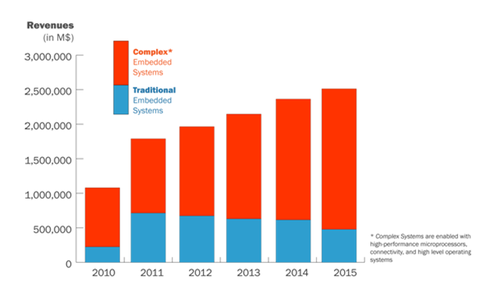 Revenues
(in M$)
3,000,000
2,500,000
2,000,000
1,500,000
1,000,000
500,000
0
Complex*
Embedded
Systems
Traditional
Embedded
Systems
2010 2011 2012 2013 2014 2015
* Complex Systems are enabled with
high-performance microprocessors,
connectivity, and high level operating
systems